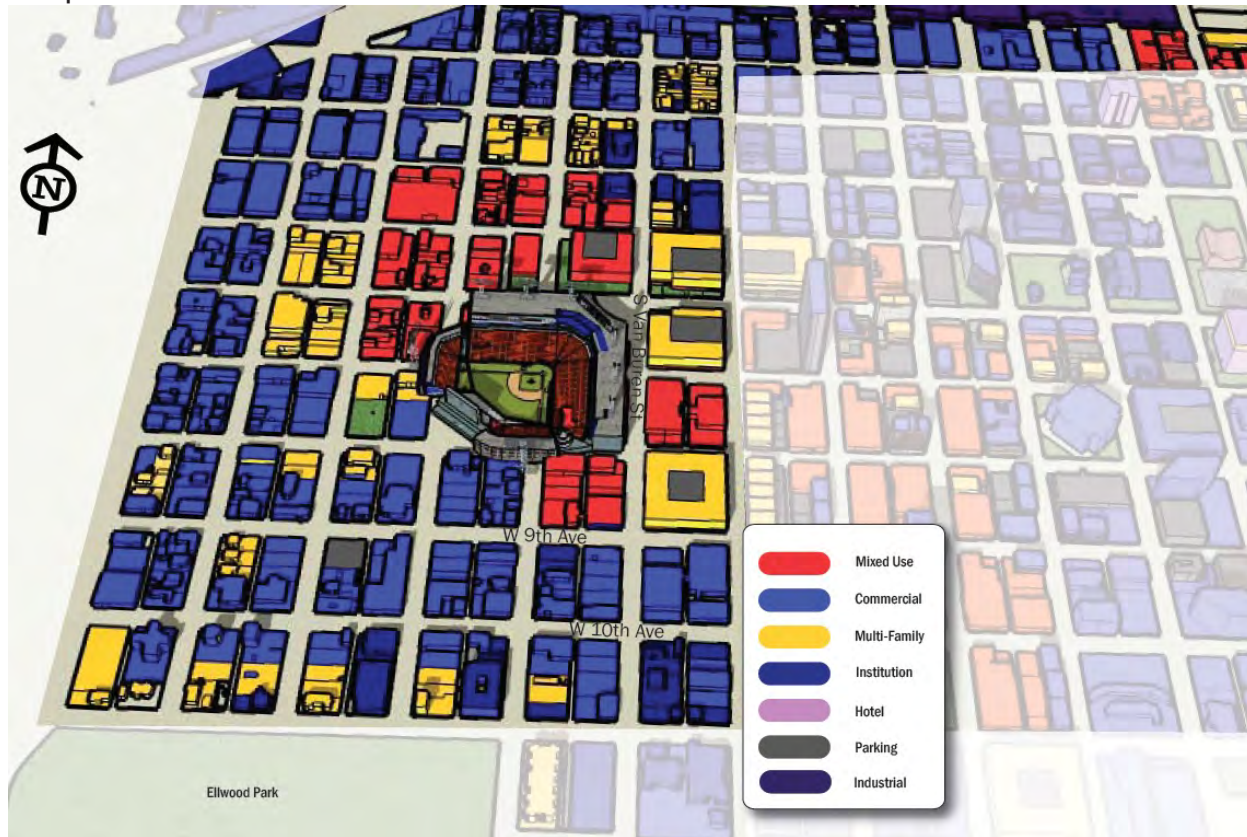 N
S Van Buren St
W 9th Ave
W 10th Ave
Ellwood Park
Mixed Use
Commercial
Multi-Family
Institution
Hotel
Parking
Industrial